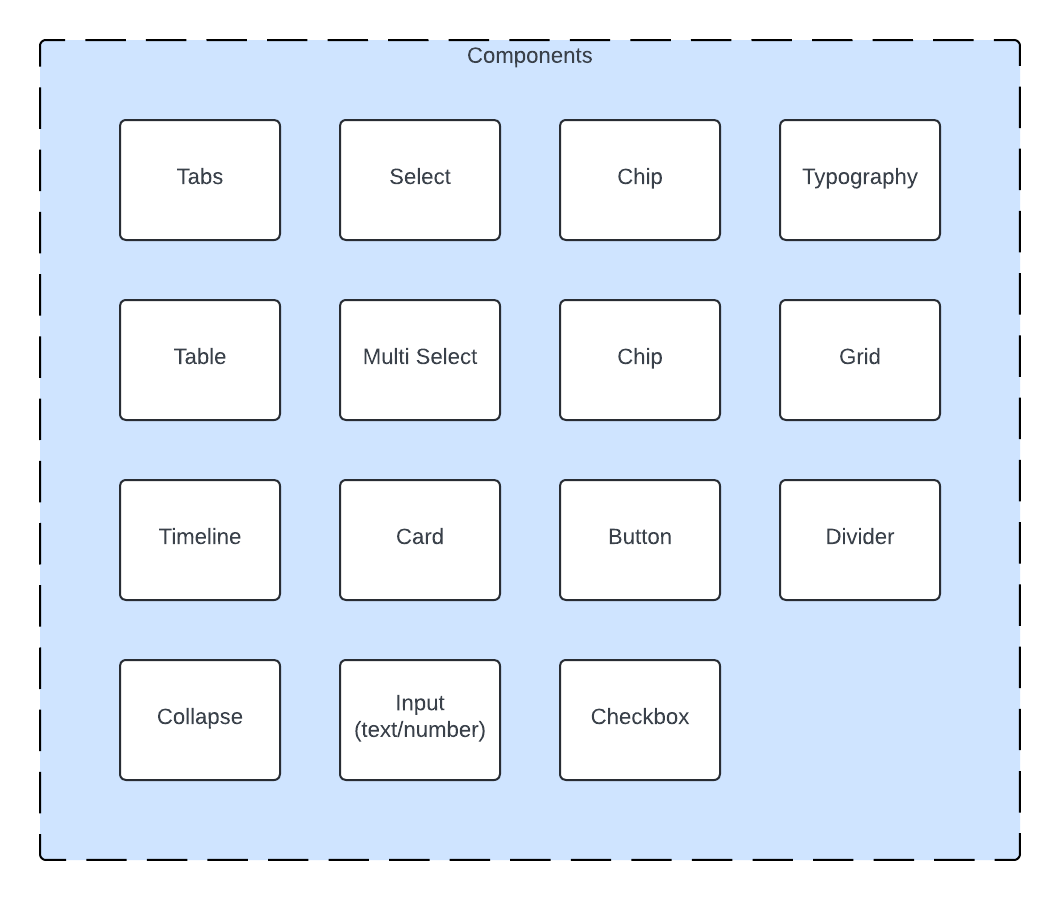 Components
Tabs
Select
Chip
Typography
Table
Multi Select
Chip
Grid
Timeline
Card
Button
Divider
Collapse
Input
(text/number)
Checkbox